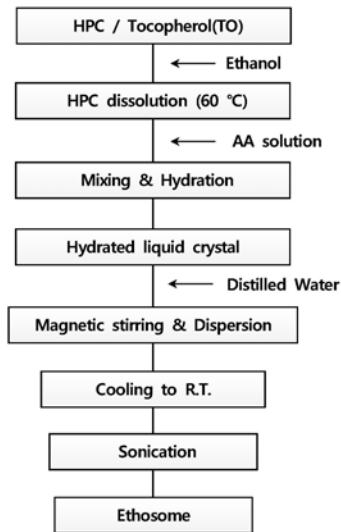 HPC / Tocopherol(TO)
Ethanol
HPC dissolution (60 ℃)
AA solution
Mixing & Hydration
Hydrated liquid crystal
Distilled Water
Magnetic stirring & Dispersion
Cooling to R.T.
Sonication
Ethosome